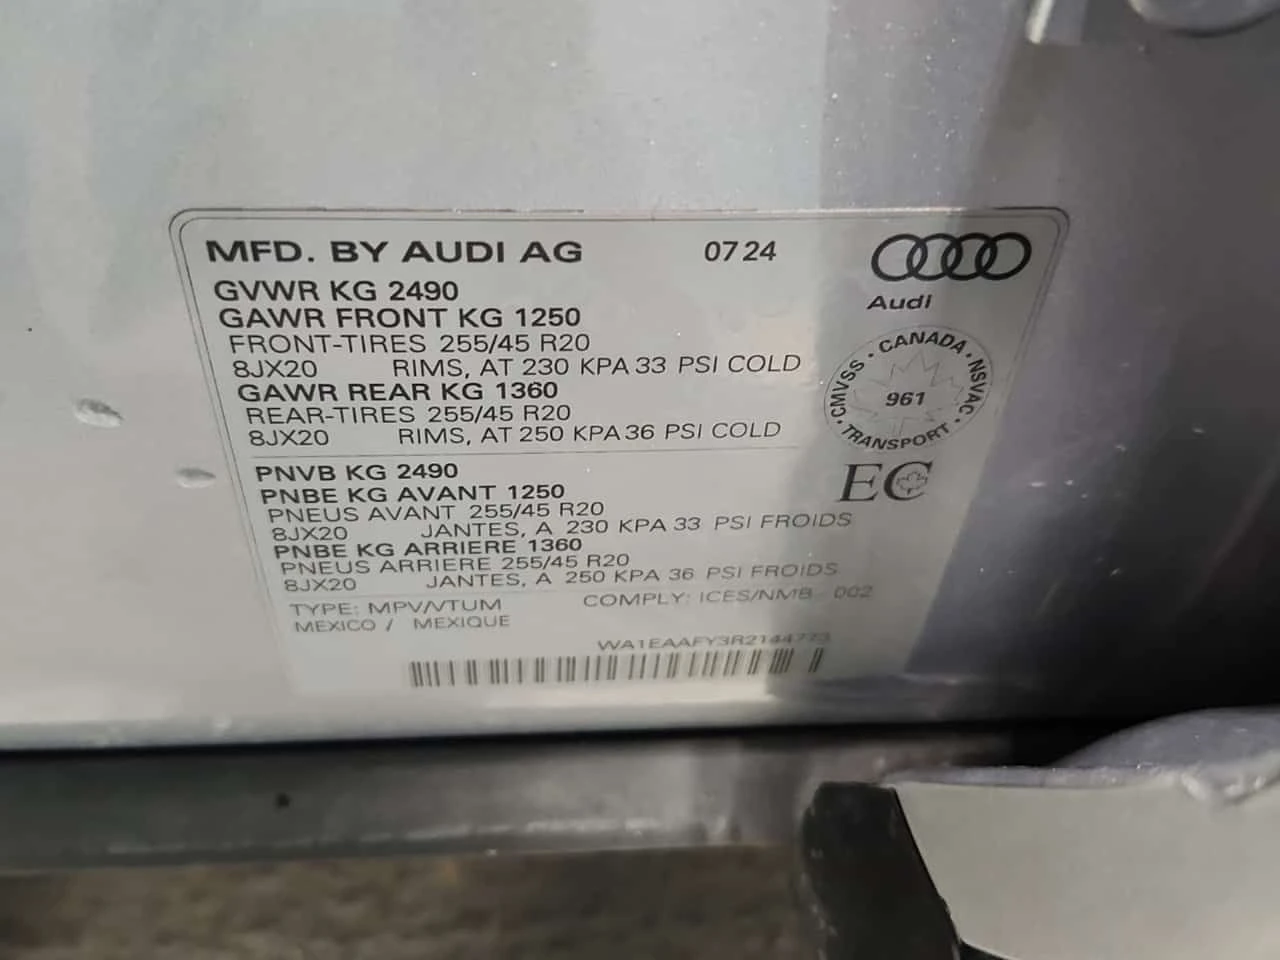 MFD. BY AUDI AG 0724
Audi
GVWR KG 2490
GAWR FRONT KG 1250
FRONT-TIRES 255/45 R20
8JX20 RIMS, AT 230 KPA 33 PSI COLD
GAWR REAR KG 1360
REAR-TIRES 255/45 R20
8JX20 RIMS, AT 250 KPA 36 PSI COLD
CANADA · NSVAC · TRANSPORT · CMVSS ·
961
EC
PNVB KG 2490
PNBE KG AVANT 1250
PNEUS AVANT 255/45 R20
8JX20 JANTES, A 230 KPA 33 PSI FROIDS
PNBE KG ARRIERE 1360
PNEUS ARRIERE 255/45 R20
8JX20 JANTES, A 250 KPA 36 PSI FROIDS
TYPE: MPV/VTUM COMPLY: ICES/NMB - 002
MEXICO / MEXIQUE
WA1EAAFY3R2144773